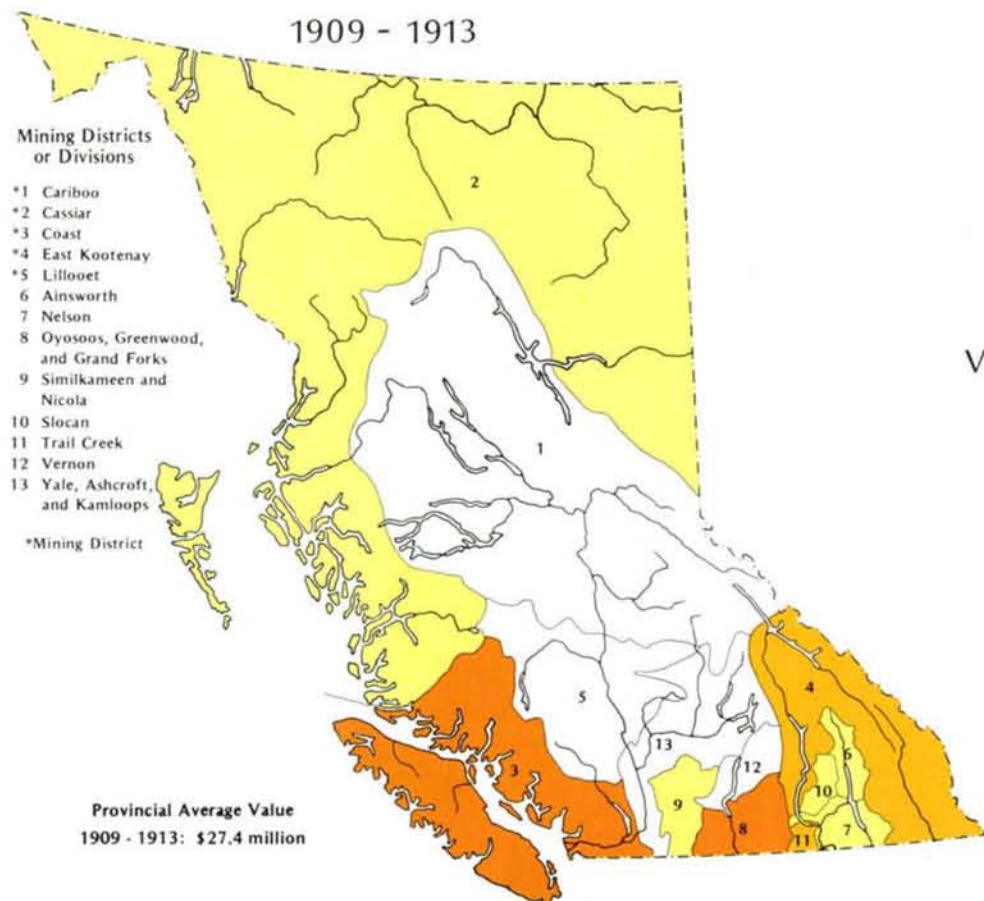 1909 - 1913
Mining Districts
or Divisions
*1 Cariboo
*2 Cassiar
*3 Coast
*4 East Kootenay
*5 Lillooet
6 Ainsworth
7 Nelson
8 Oyosoos, Greenwood,
and Grand Forks
9 Similkameen and
Nicola
10 Slocan
11 Trail Creek
12 Vernon
13 Yale, Ashcroft,
and Kamloops
*Mining District
2
V
1
4
5
13
6
12
10
3
9
8
11
7
Provincial Average Value
1909 - 1913: $27.4 million